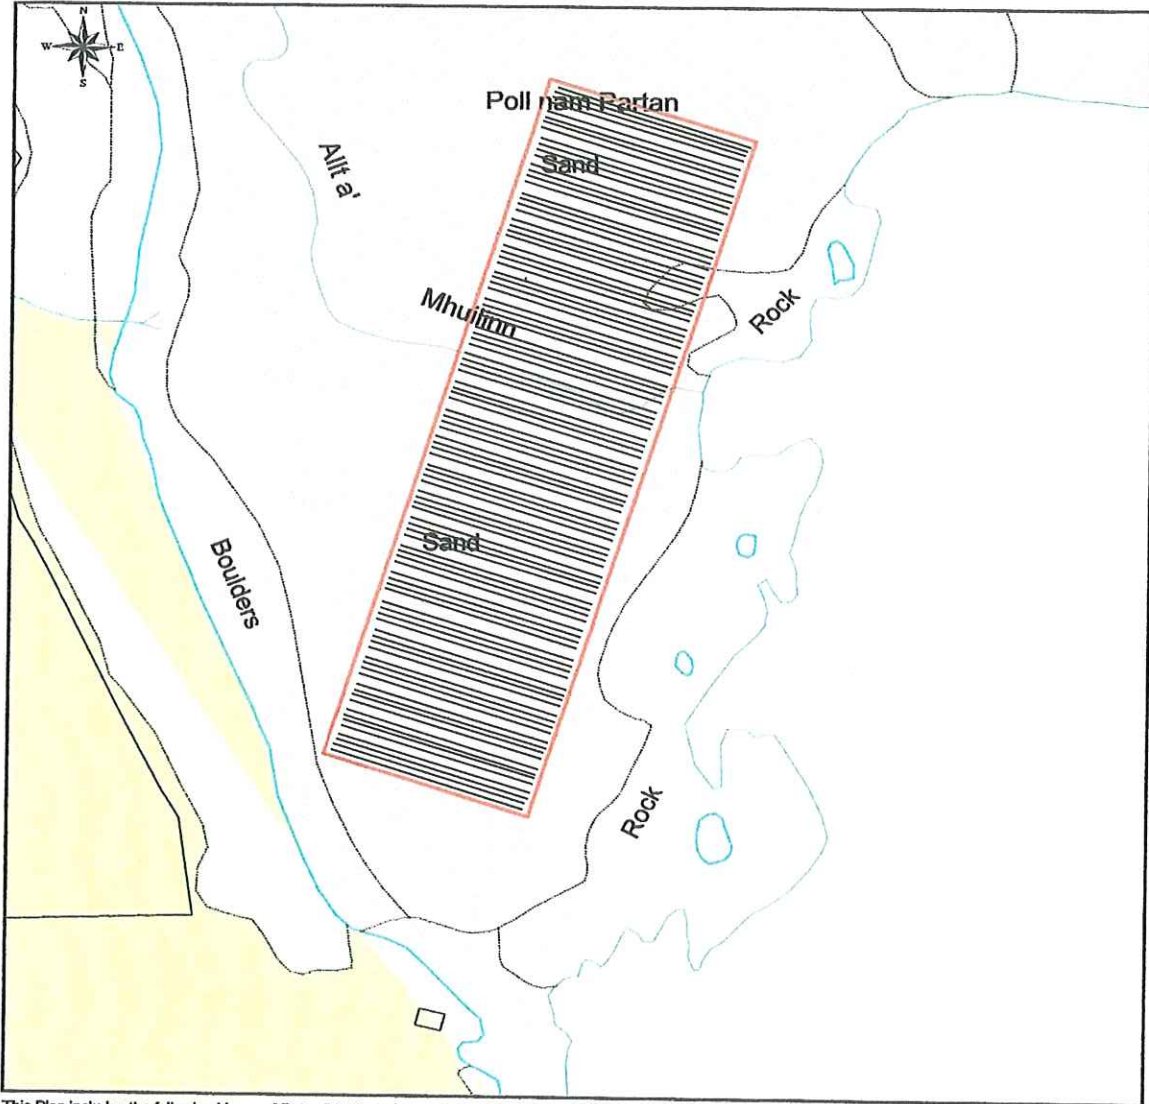 N
W E
S
Poll nam Partan
Sand
Allt a'
Mhuilinn
Rock
Sand
Boulders
Rock